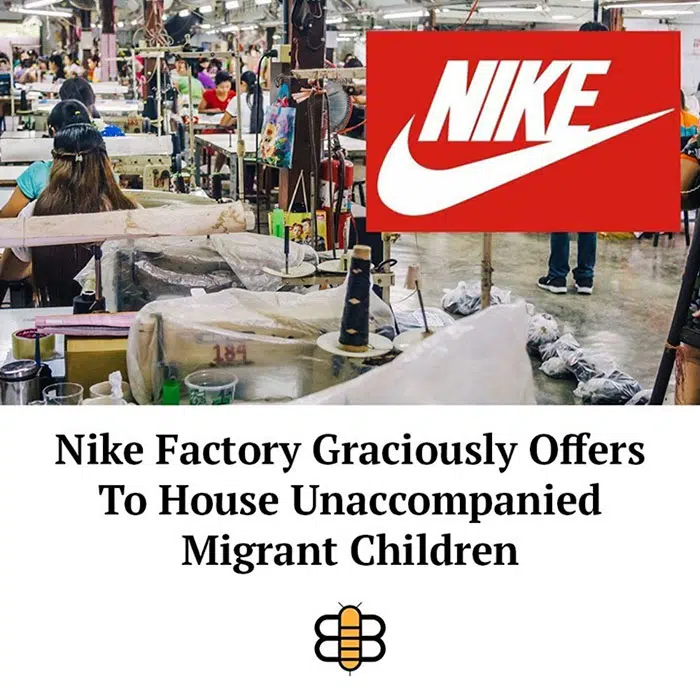 NIKE
184
Nike Factory Graciously Offers
To House Unaccompanied
Migrant Children